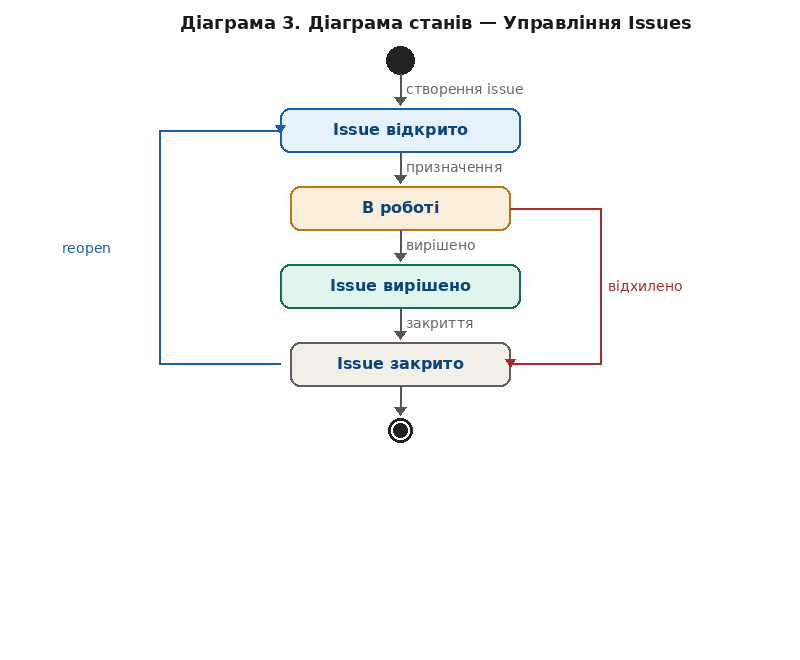 Діаграма 3. Діаграма станів — Управління Issues
створення issue
Issue відкрито
призначення
В роботі
вирішено
reopen
Issue вирішено
відхилено
закриття
Issue закрито